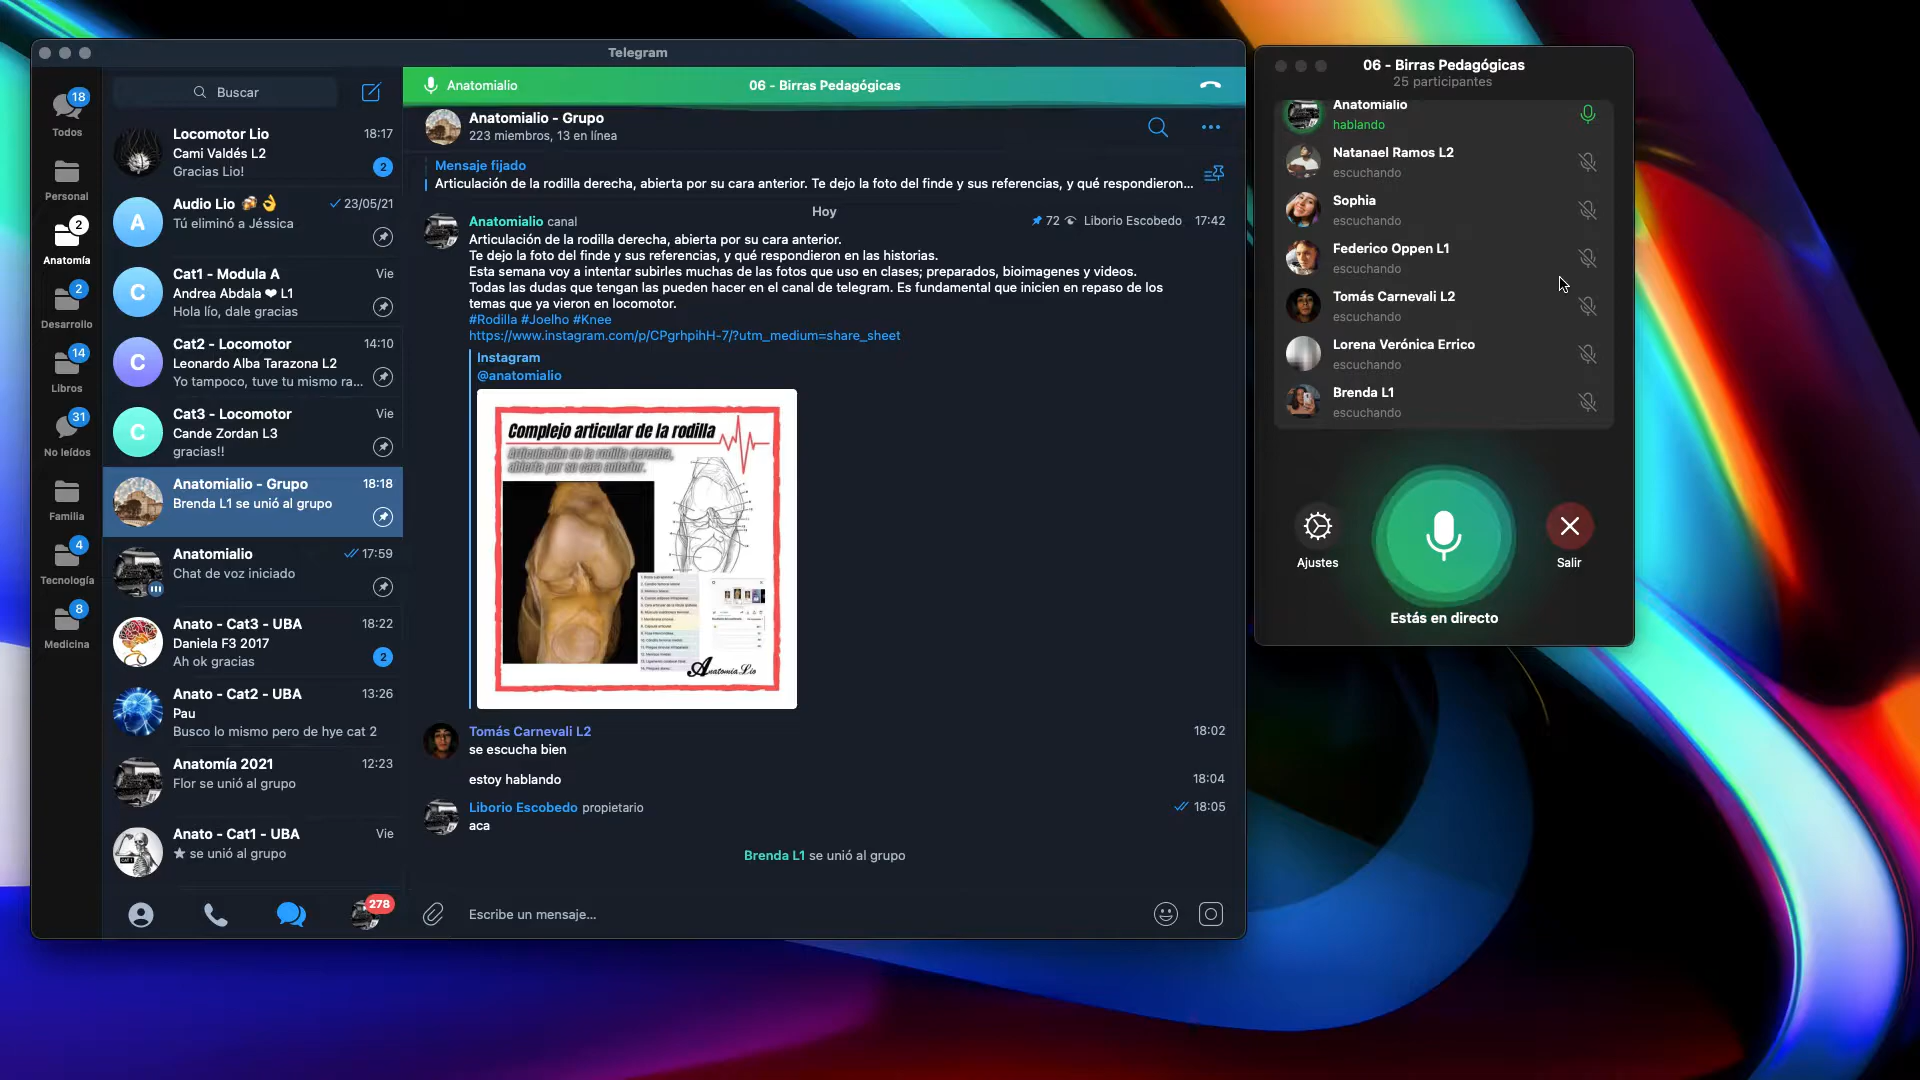 Telegram
18
Todos
Personal
2
Anatomía
2
Desarrollo
14
Libros
31
No leídos
Familia
4
Tecnología
8
Medicina
Buscar
Locomotor Lio
18:17
Cami Valdés L2
Gracias Lio!
2
A
Audio Lio 🍻 👌
23/05/21
Tú eliminó a Jéssica
C
Cat1 - Modula A
Vie
Andrea Abdala ❤ L1
Hola lío, dale gracias
C
Cat2 - Locomotor
14:10
Leonardo Alba Tarazona L2
Yo tampoco, tuve tu mismo ra...
C
Cat3 - Locomotor
Vie
Cande Zordan L3
gracias!!
Anatomialio - Grupo
18:18
Brenda L1 se unió al grupo
Anatomialio
17:59
Chat de voz iniciado
Anato - Cat3 - UBA
18:22
Daniela F3 2017
Ah ok gracias
2
Anato - Cat2 - UBA
13:26
Pau
Busco lo mismo pero de hye cat 2
Anatomía 2021
12:23
Flor se unió al grupo
Anato - Cat1 - UBA
Vie
★ se unió al grupo
278
Anatomialio
06 - Birras Pedagógicas
Anatomialio - Grupo
223 miembros, 13 en línea
Mensaje fijado
Articulación de la rodilla derecha, abierta por su cara anterior. Te dejo la foto del finde y sus referencias, y qué respondieron...
Hoy
Anatomialio canal
72
Liborio Escobedo
17:42
Articulación de la rodilla derecha, abierta por su cara anterior.
Te dejo la foto del finde y sus referencias, y qué respondieron en las historias.
Esta semana voy a intentar subirles muchas de las fotos que uso en clases; preparados, bioimagenes y videos.
Todas las dudas que tengan las pueden hacer en el canal de telegram. Es fundamental que inicien en repaso de los
temas que ya vieron en locomotor.
#Rodilla #Joelho #Knee
https://www.instagram.com/p/CPgrhpihH-7/?utm_medium=share_sheet
Instagram
@anatomialio
Complejo articular de la rodilla
Articulación de la rodilla derecha,
abierta por su cara anterior.
Anatomia Lio
Tomás Carnevali L2
18:02
se escucha bien
estoy hablando
18:04
Liborio Escobedo propietario
18:05
aca
Brenda L1 se unió al grupo
Escribe un mensaje...
06 - Birras Pedagógicas
25 participantes
Anatomialio
hablando
Natanael Ramos L2
escuchando
Sophia
escuchando
Federico Oppen L1
escuchando
Tomás Carnevali L2
escuchando
Lorena Verónica Errico
escuchando
Brenda L1
escuchando
Ajustes
Salir
Estás en directo